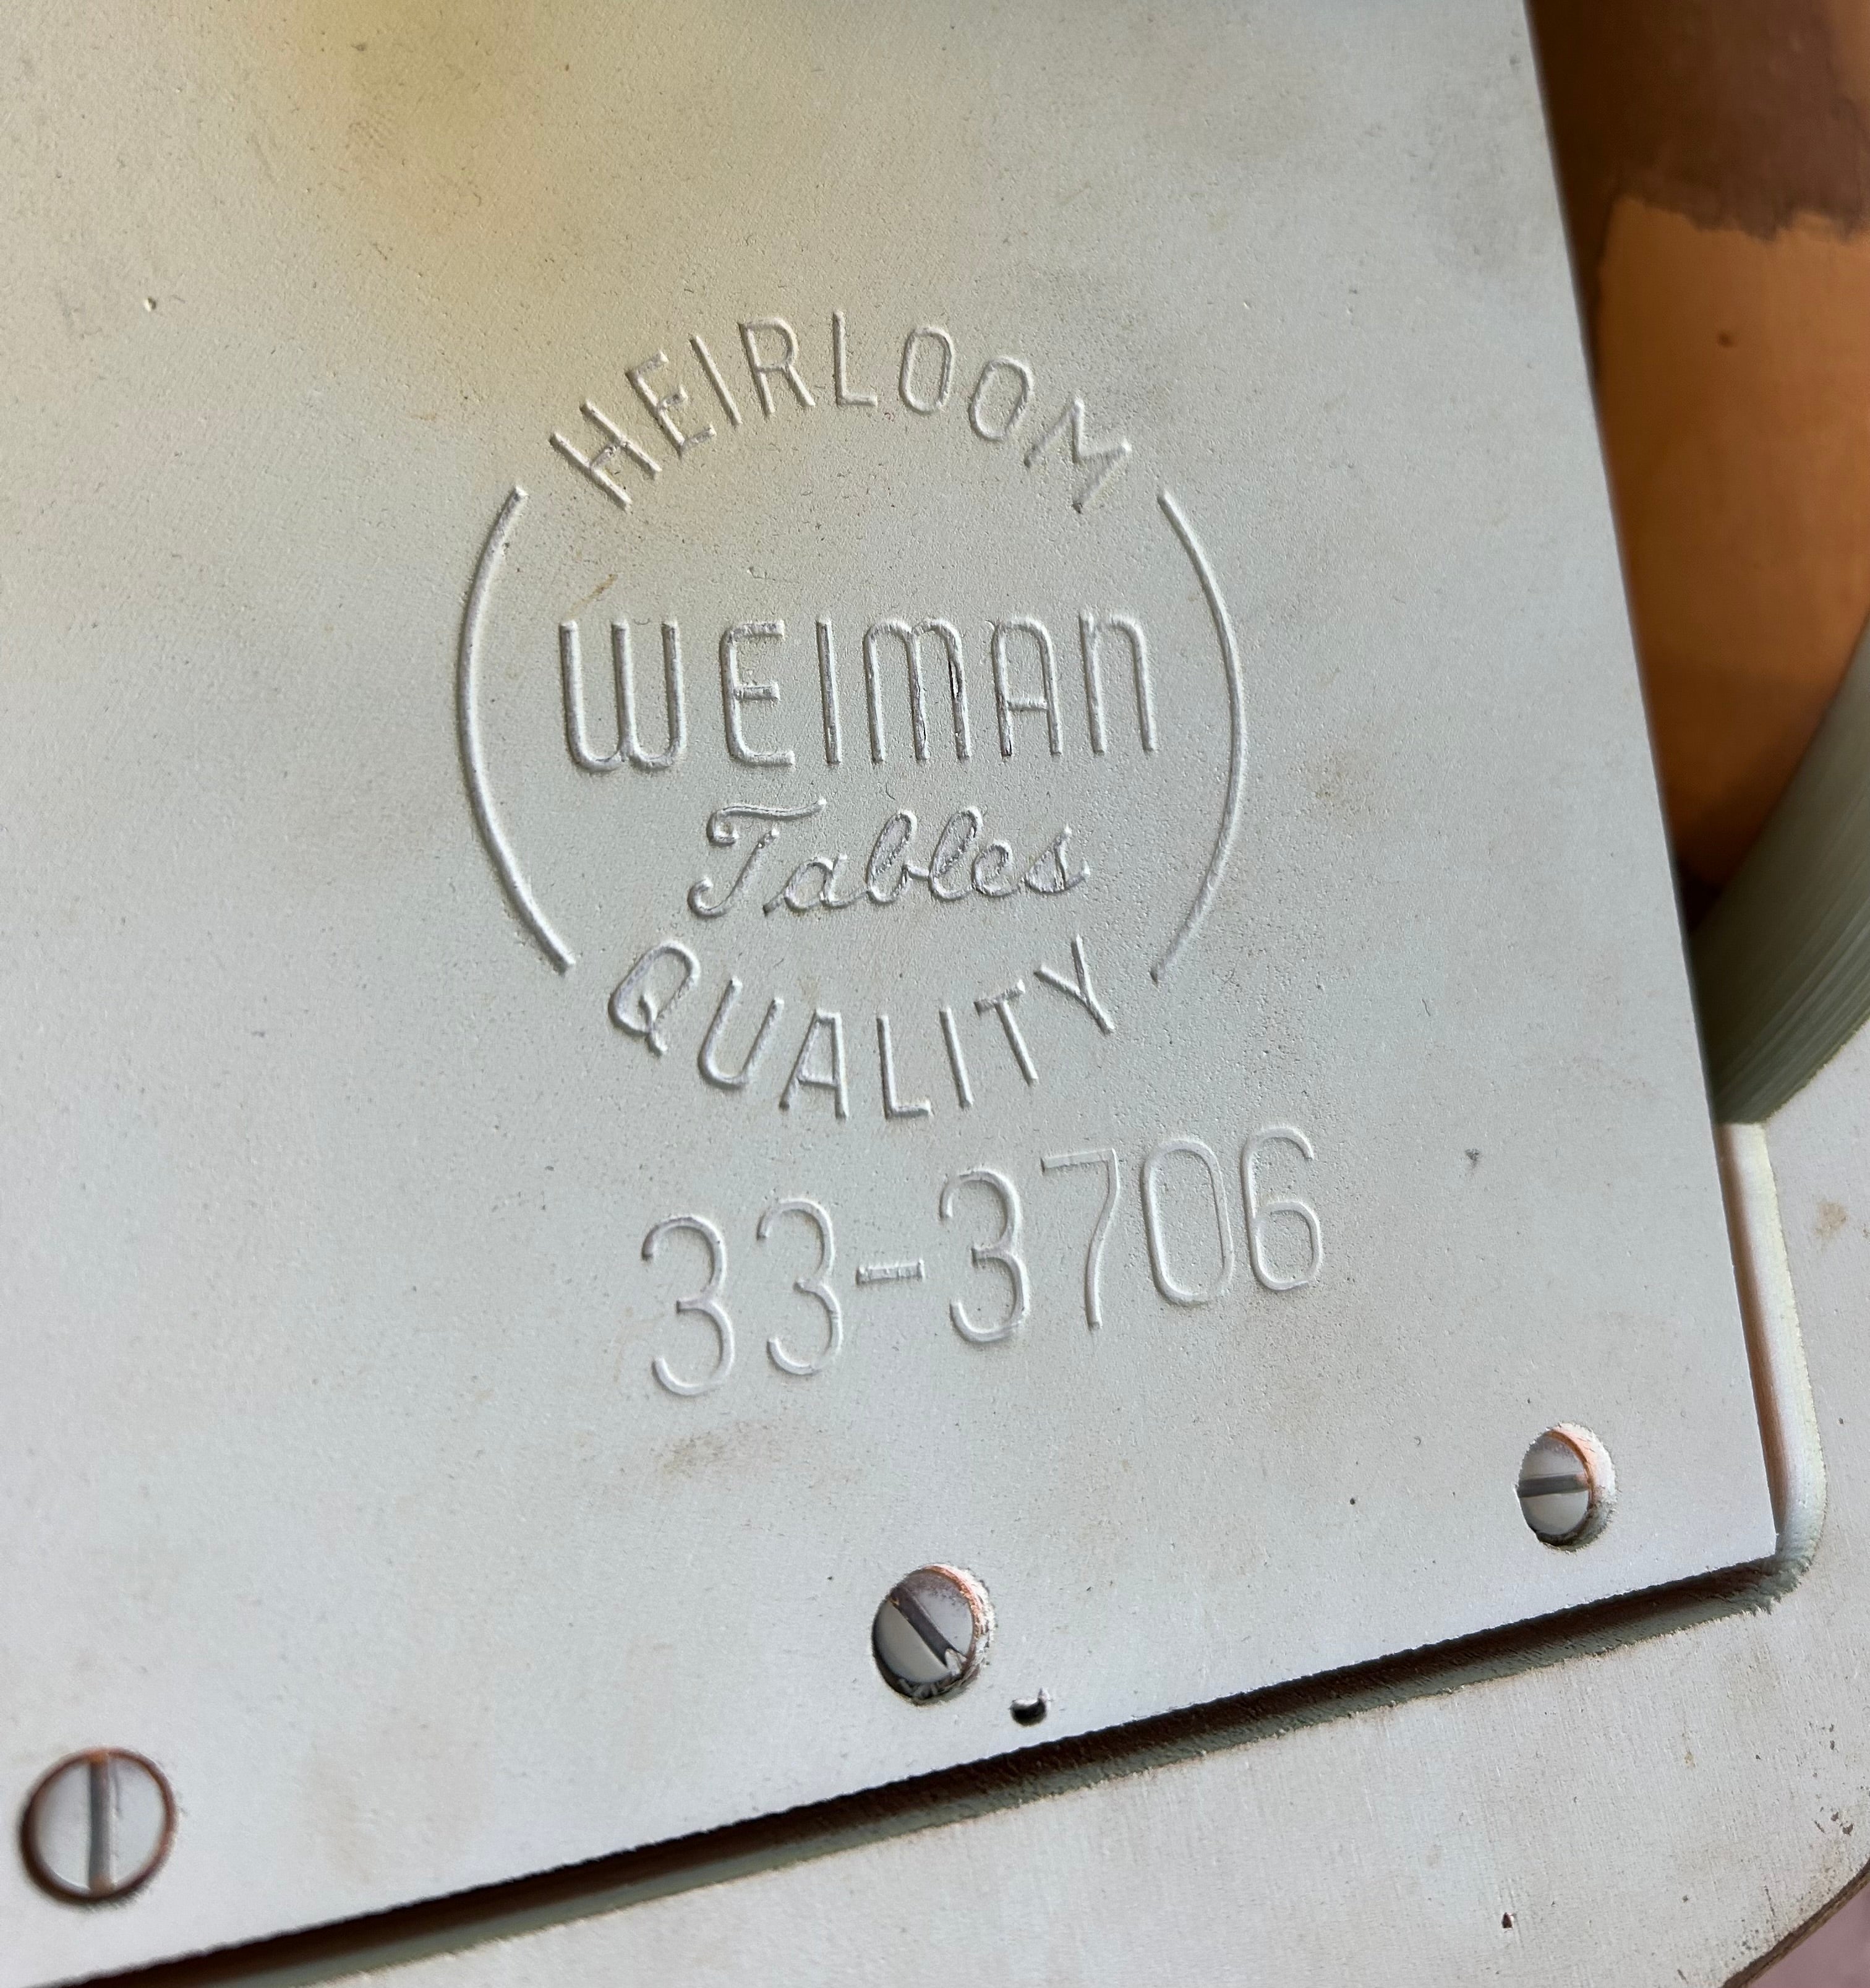 HEIRLOOM
WEIMAN
Tables
QUALITY
33-3706